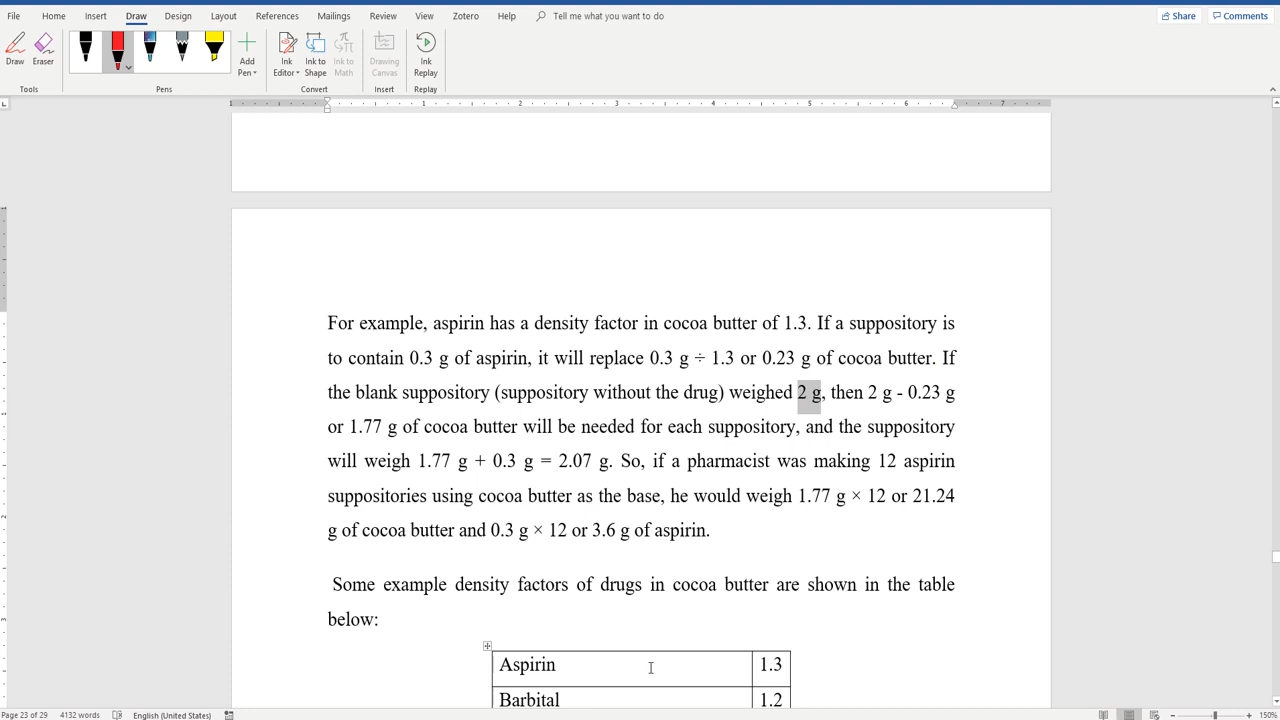 File Home Insert Draw Design Layout References Mailings Review View Zotero Help Tell me what you want to do Share Comments
Draw Eraser Add Pen Ink Editor Ink to Shape Ink to Math Drawing Canvas Ink Replay
Tools Pens Convert Insert Replay
1 1 2 3 4 5 6 7
For example, aspirin has a density factor in cocoa butter of 1.3. If a suppository is
to contain 0.3 g of aspirin, it will replace 0.3 g ÷ 1.3 or 0.23 g of cocoa butter. If
the blank suppository (suppository without the drug) weighed 2 g, then 2 g - 0.23 g
or 1.77 g of cocoa butter will be needed for each suppository, and the suppository
will weigh 1.77 g + 0.3 g = 2.07 g. So, if a pharmacist was making 12 aspirin
suppositories using cocoa butter as the base, he would weigh 1.77 g × 12 or 21.24
g of cocoa butter and 0.3 g × 12 or 3.6 g of aspirin.
Some example density factors of drugs in cocoa butter are shown in the table
below:
Aspirin 1.3
Barbital 1.2
Page 23 of 29 4132 words English (United States) 150%